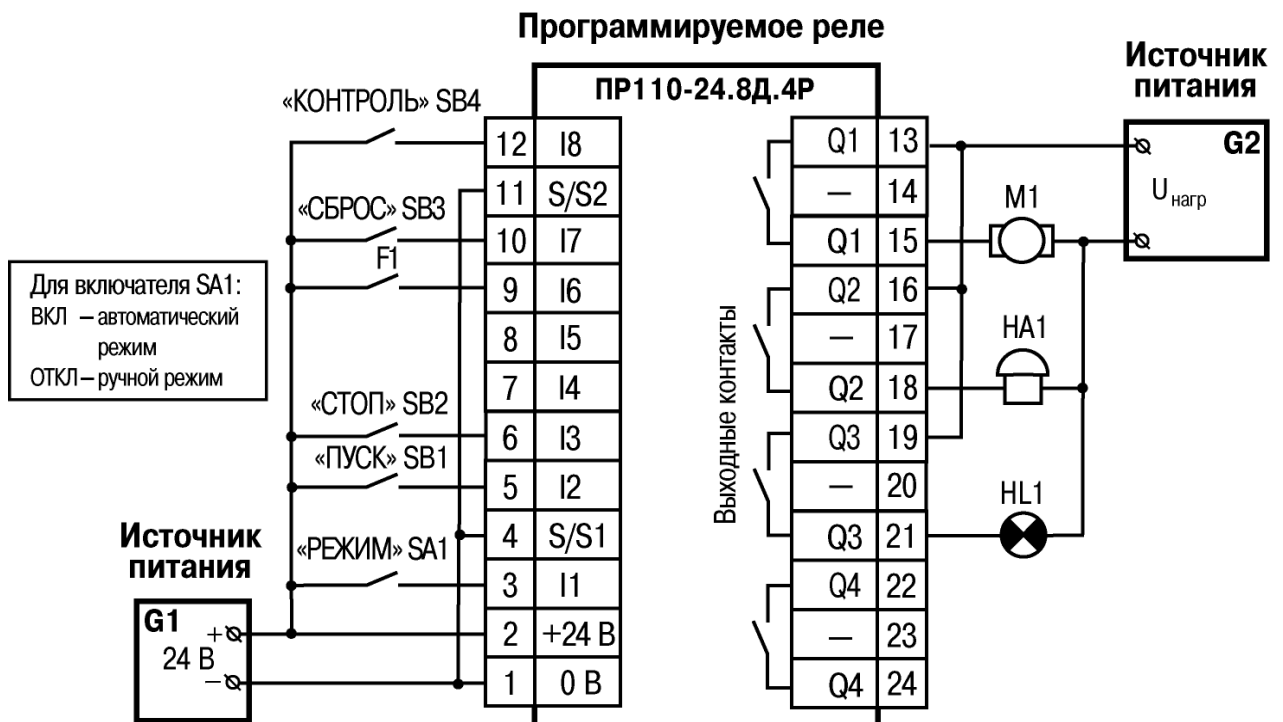 Программируемое реле
ПР110-24.8Д.4Р
Источник
питания
G2
U нагр
«КОНТРОЛЬ» SB4
«СБРОС» SB3
F1
Для включателя SA1:
ВКЛ – автоматический
режим
ОТКЛ – ручной режим
«СТОП» SB2
«ПУСК» SB1
«РЕЖИМ» SA1
Источник
питания
G1
+
24 В
–
12 I8
11 S/S2
10 I7
9 I6
8 I5
7 I4
6 I3
5 I2
4 S/S1
3 I1
2 +24 В
1 0 В
Выходные контакты
Q1 13
— 14
Q1 15
Q2 16
— 17
Q2 18
Q3 19
— 20
Q3 21
Q4 22
— 23
Q4 24
M1
HA1
HL1